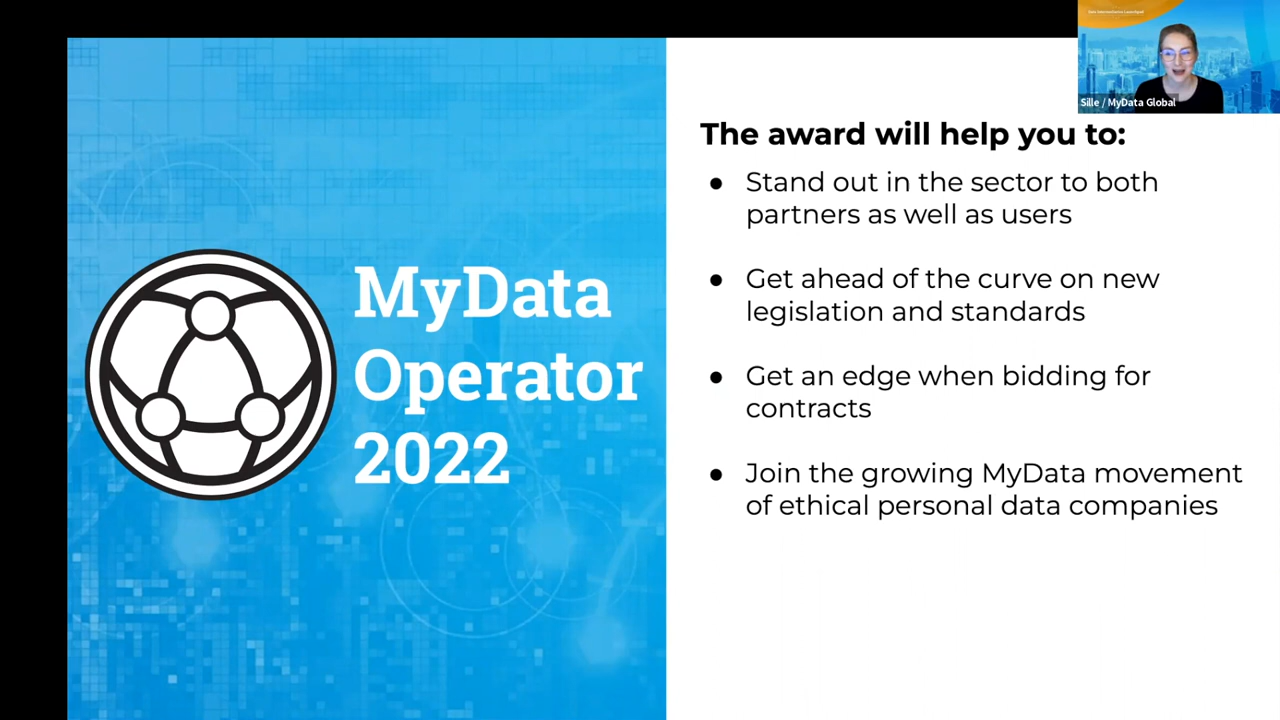 Sille / MyData Global
MyData
Operator
2022
The award will help you to:
● Stand out in the sector to both
partners as well as users
● Get ahead of the curve on new
legislation and standards
● Get an edge when bidding for
contracts
● Join the growing MyData movement
of ethical personal data companies